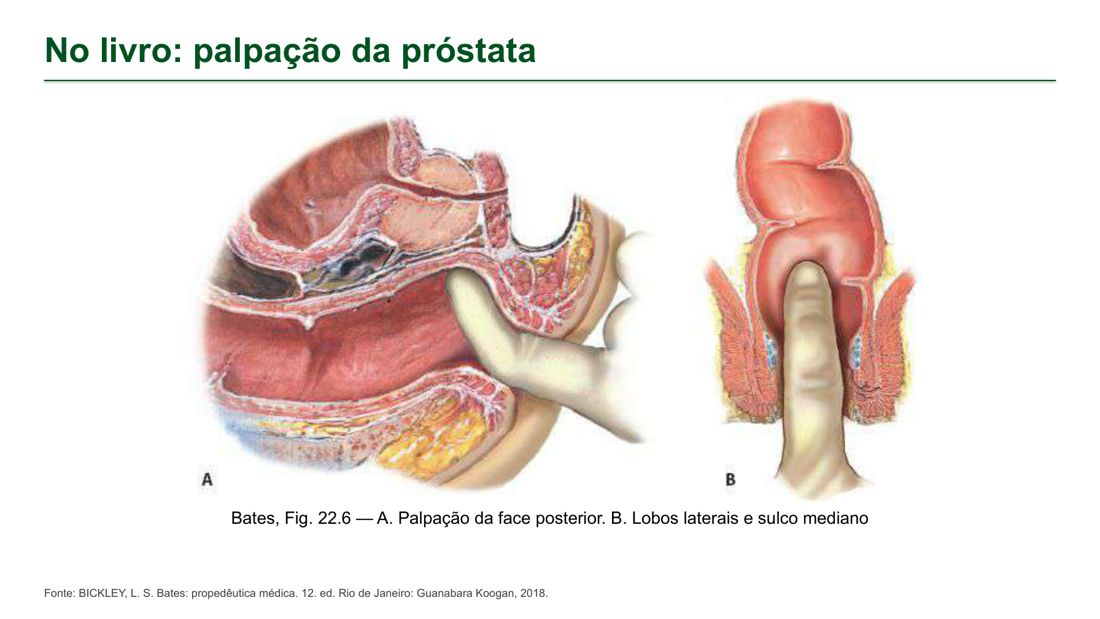 No livro: palpação da próstata
A
B
Bates, Fig. 22.6 — A. Palpação da face posterior. B. Lobos laterais e sulco mediano
Fonte: BICKLEY, L. S. Bates: propedêutica médica. 12. ed. Rio de Janeiro: Guanabara Koogan, 2018.